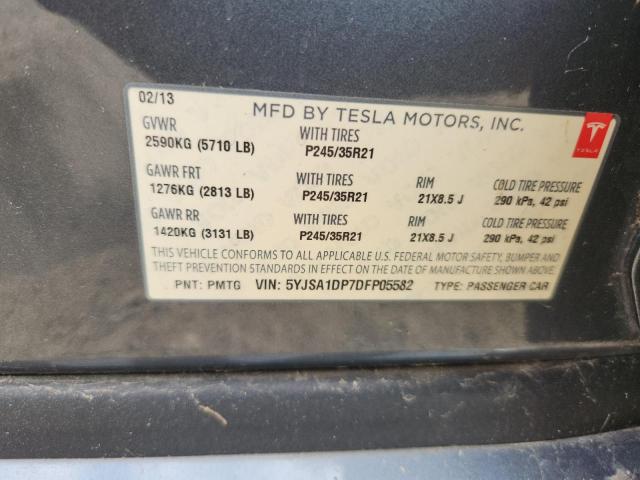 02/13
MFD BY TESLA MOTORS, INC.
TESLA
GVWR WITH TIRES
2590KG (5710 LB) P245/35R21
GAWR FRT WITH TIRES RIM COLD TIRE PRESSURE
1276KG (2813 LB) P245/35R21 21X8.5 J 290 kPa, 42 psi
GAWR RR WITH TIRES RIM COLD TIRE PRESSURE
1420KG (3131 LB) P245/35R21 21X8.5 J 290 kPa, 42 psi
THIS VEHICLE CONFORMS TO ALL APPLICABLE U.S. FEDERAL MOTOR SAFETY, BUMPER AND
THEFT PREVENTION STANDARDS IN EFFECT ON THE DATE OF MANUFACTURE SHOWN ABOVE.
PNT: PMTG VIN: 5YJSA1DP7DFP05582 TYPE: PASSENGER CAR